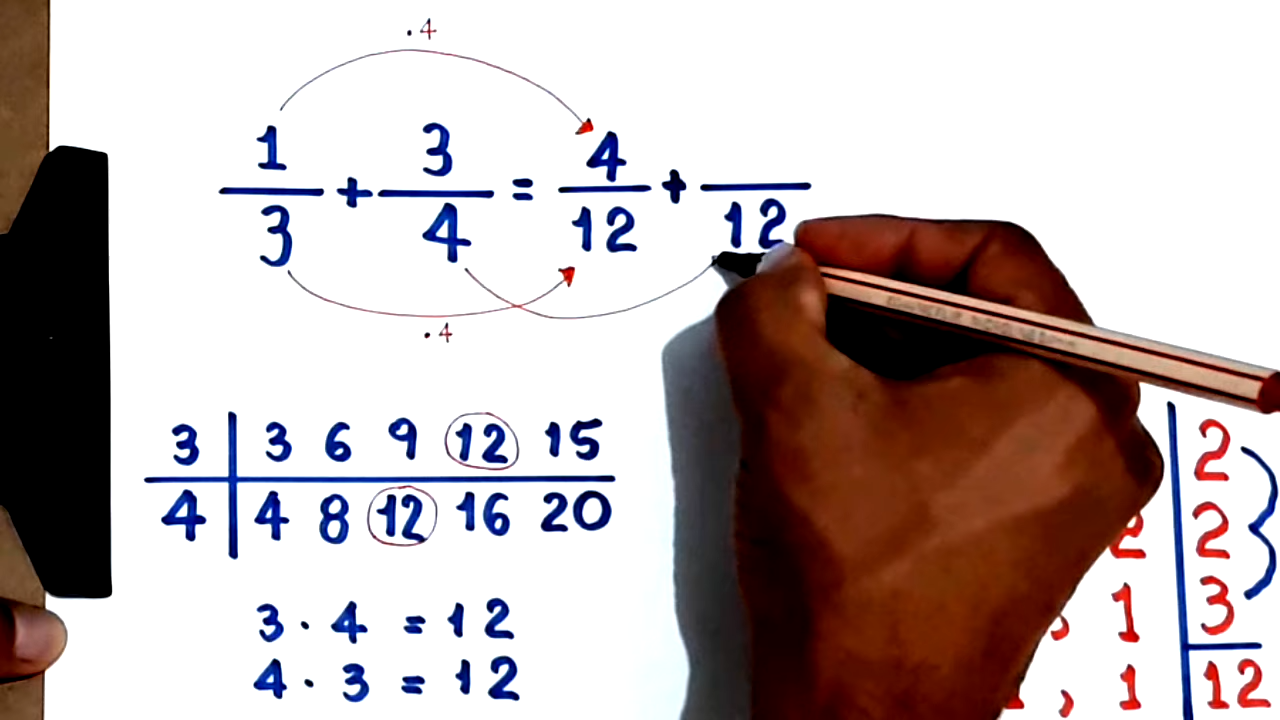 · 4
1/3 + 3/4 = 4/12 + /12
· 4
3 | 3 6 9 12 15
4 | 4 8 12 16 20
3 · 4 = 12
4 · 3 = 12
2
2 2
, 1 3
1 , 1 12